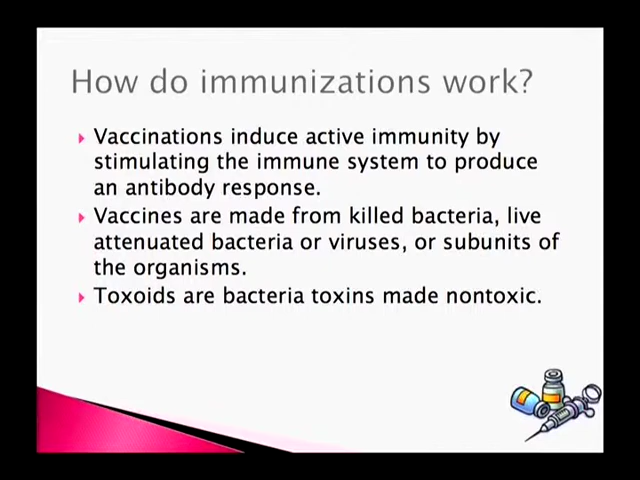 How do immunizations work?
Vaccinations induce active immunity by
stimulating the immune system to produce
an antibody response.
Vaccines are made from killed bacteria, live
attenuated bacteria or viruses, or subunits of
the organisms.
Toxoids are bacteria toxins made nontoxic.